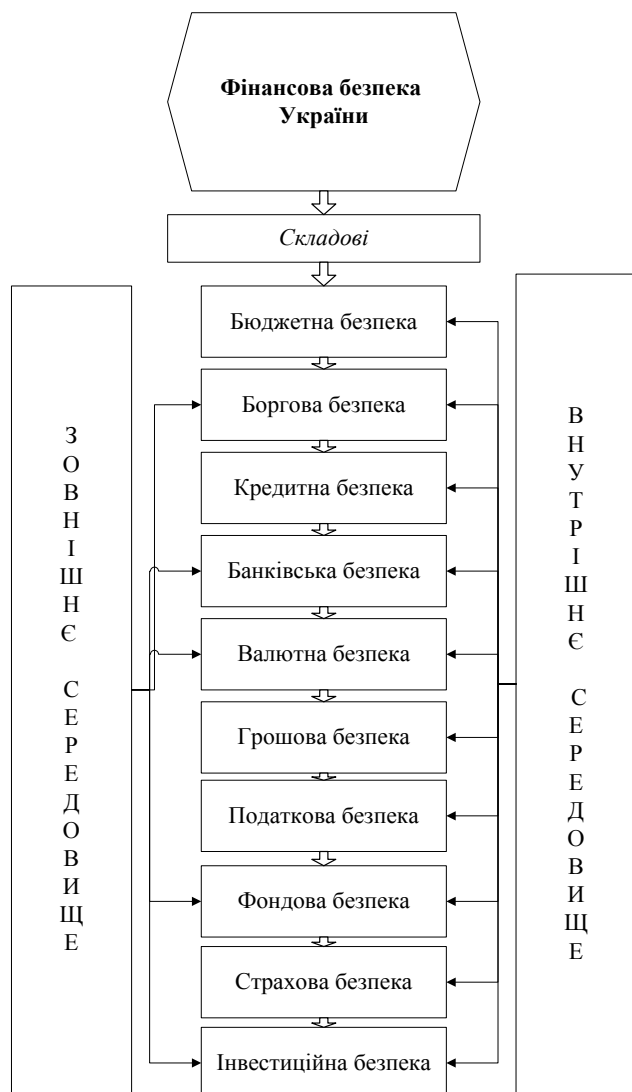 Фінансова безпека
України
Складові
Бюджетна безпека
Боргова безпека
Кредитна безпека
Банківська безпека
Валютна безпека
Грошова безпека
Податкова безпека
Фондова безпека
Страхова безпека
Інвестиційна безпека
ЗОВНІШНЄ СЕРЕДОВИЩЕ
ВНУТРІШНЄ СЕРЕДОВИЩЕ